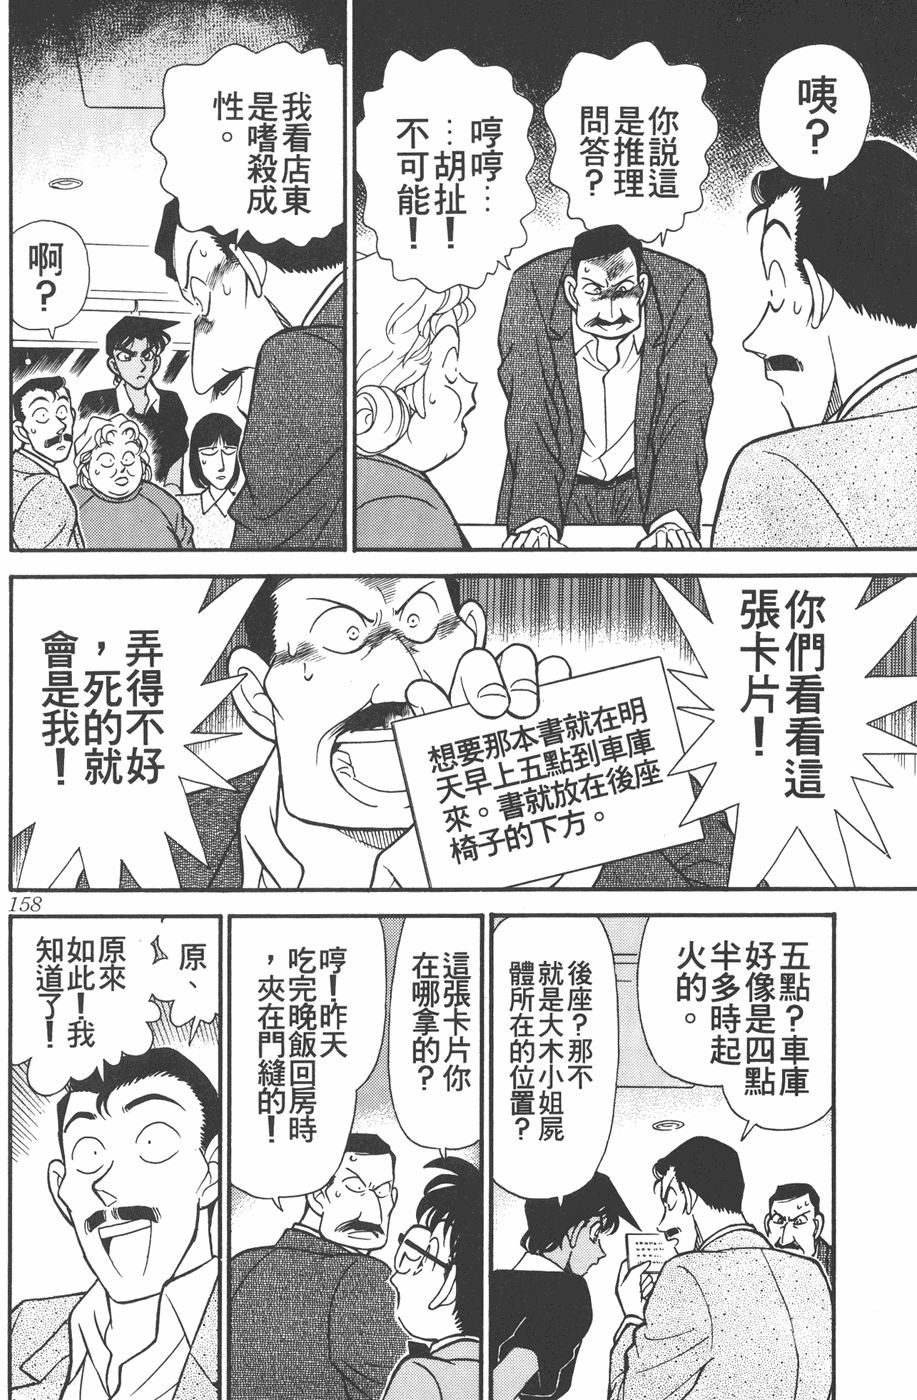 咦？
你說這
是推理
問答？
哼哼…
…胡扯！
不可能！
我看店東
是嗜殺成
性。
啊？
你們看看這
張卡片！
想要那本書就在明
天早上五點到車庫
來。書就放在後座
椅子的下方。
弄得不好
，死的就
會是我！
158
五點？車庫
好像是四點
半多時起
火的。
後座？那不
就是大木小姐屍
體所在的位置？
這張卡片你
在哪拿的？
哼！昨天
吃完晚飯回房時
，夾在門縫的！
原、
原來
如此！我
知道了！